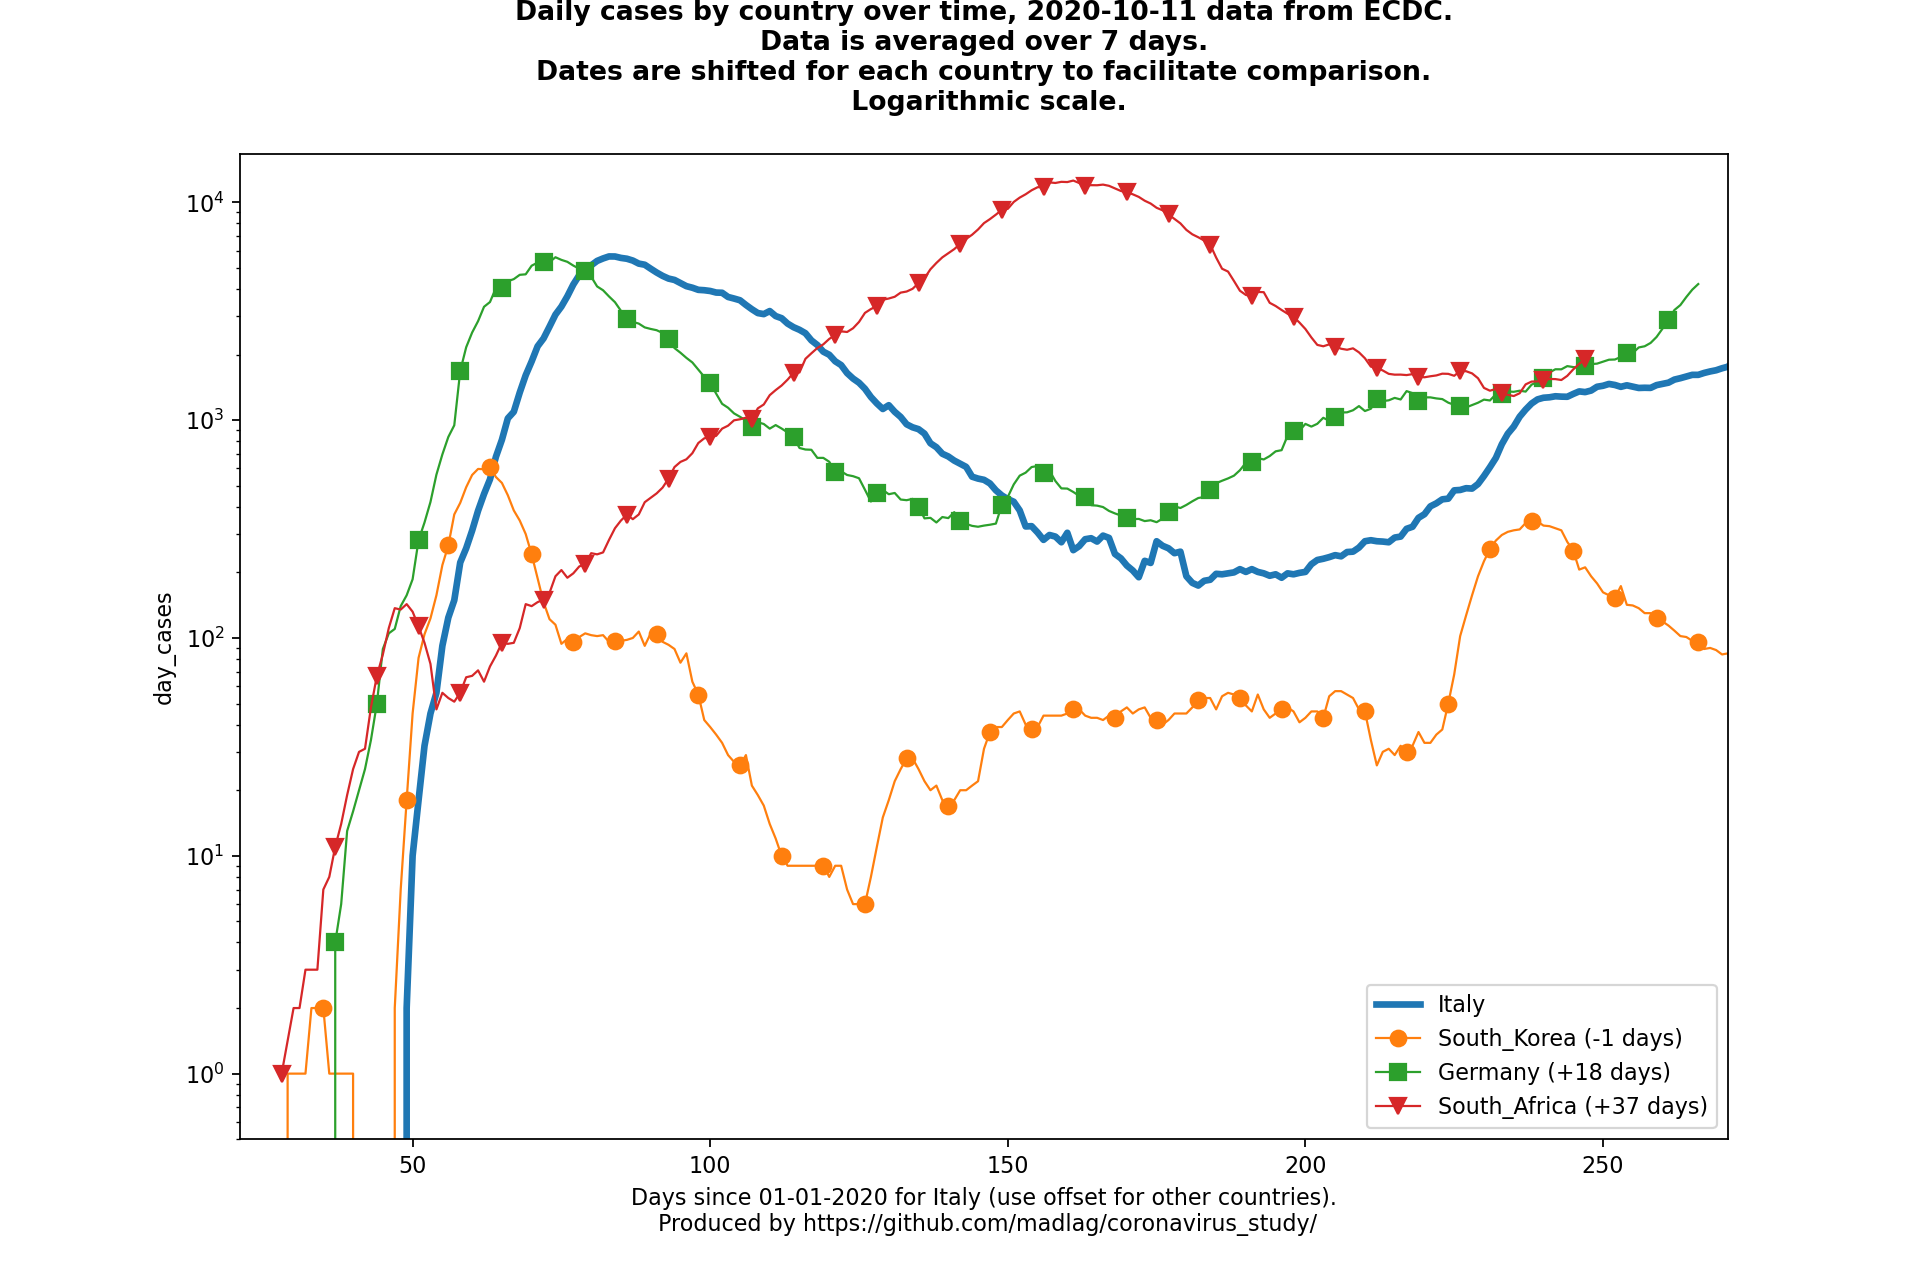 Daily cases by country over time, 2020-10-11 data from ECDC.
Data is averaged over 7 days.
Dates are shifted for each country to facilitate comparison.
Logarithmic scale.
10^4
10^3
10^2
10^1
10^0
day_cases
Italy
South_Korea (-1 days)
Germany (+18 days)
South_Africa (+37 days)
50 100 150 200 250
Days since 01-01-2020 for Italy (use offset for other countries).
Produced by https://github.com/madlag/coronavirus_study/